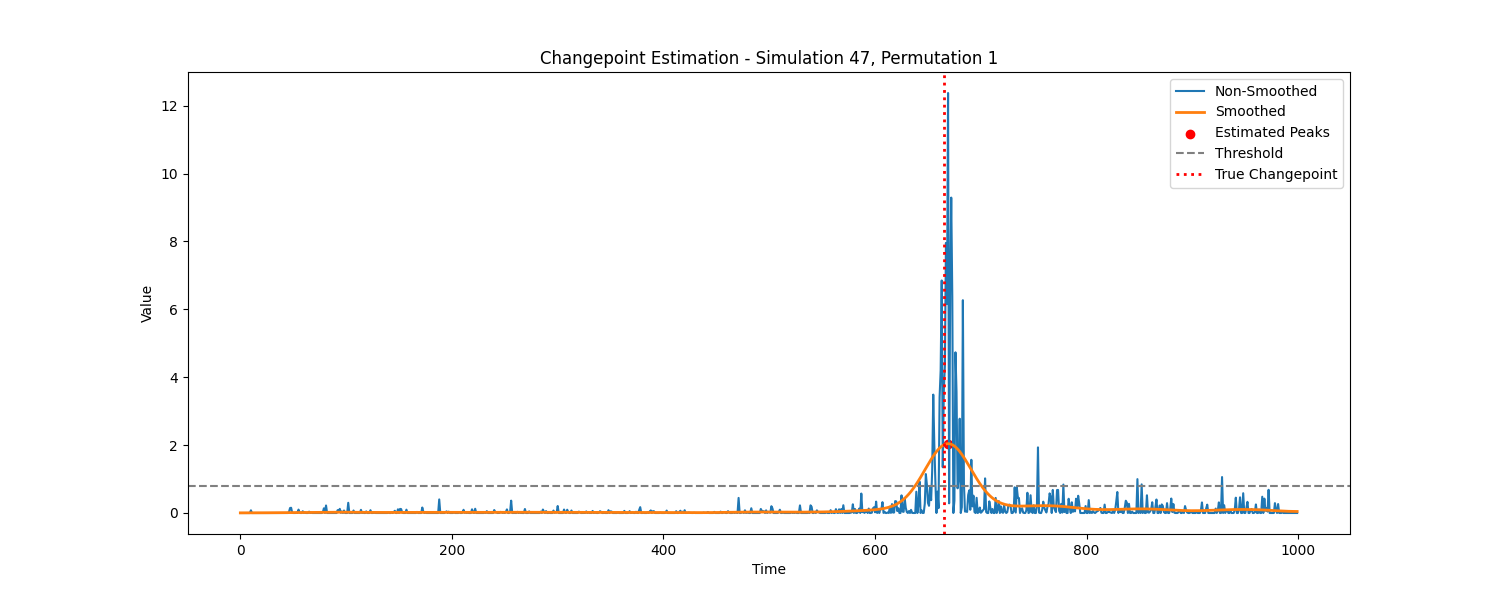 Changepoint Estimation - Simulation 47, Permutation 1
Non-Smoothed
Smoothed
Estimated Peaks
Threshold
True Changepoint
12
10
8
6
4
2
0
Value
0 200 400 600 800 1000
Time